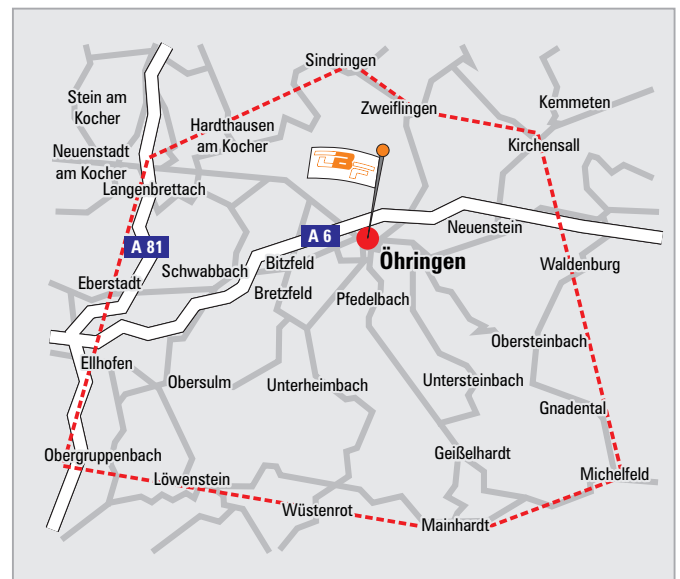 Sindringen
Stein am
Kocher
Zweiflingen
Kemmeten
Hardthausen
am Kocher
Kirchensall
Neuenstadt
am Kocher
TBF
Langenbrettach
Neuenstein
A 6
A 81
Öhringen
Schwabbach
Bitzfeld
Waldenburg
Eberstadt
Bretzfeld
Pfedelbach
Obersteinbach
Ellhofen
Obersulm
Unterheimbach
Untersteinbach
Gnadental
Obergruppenbach
Geißelhardt
Löwenstein
Michelfeld
Wüstenrot
Mainhardt